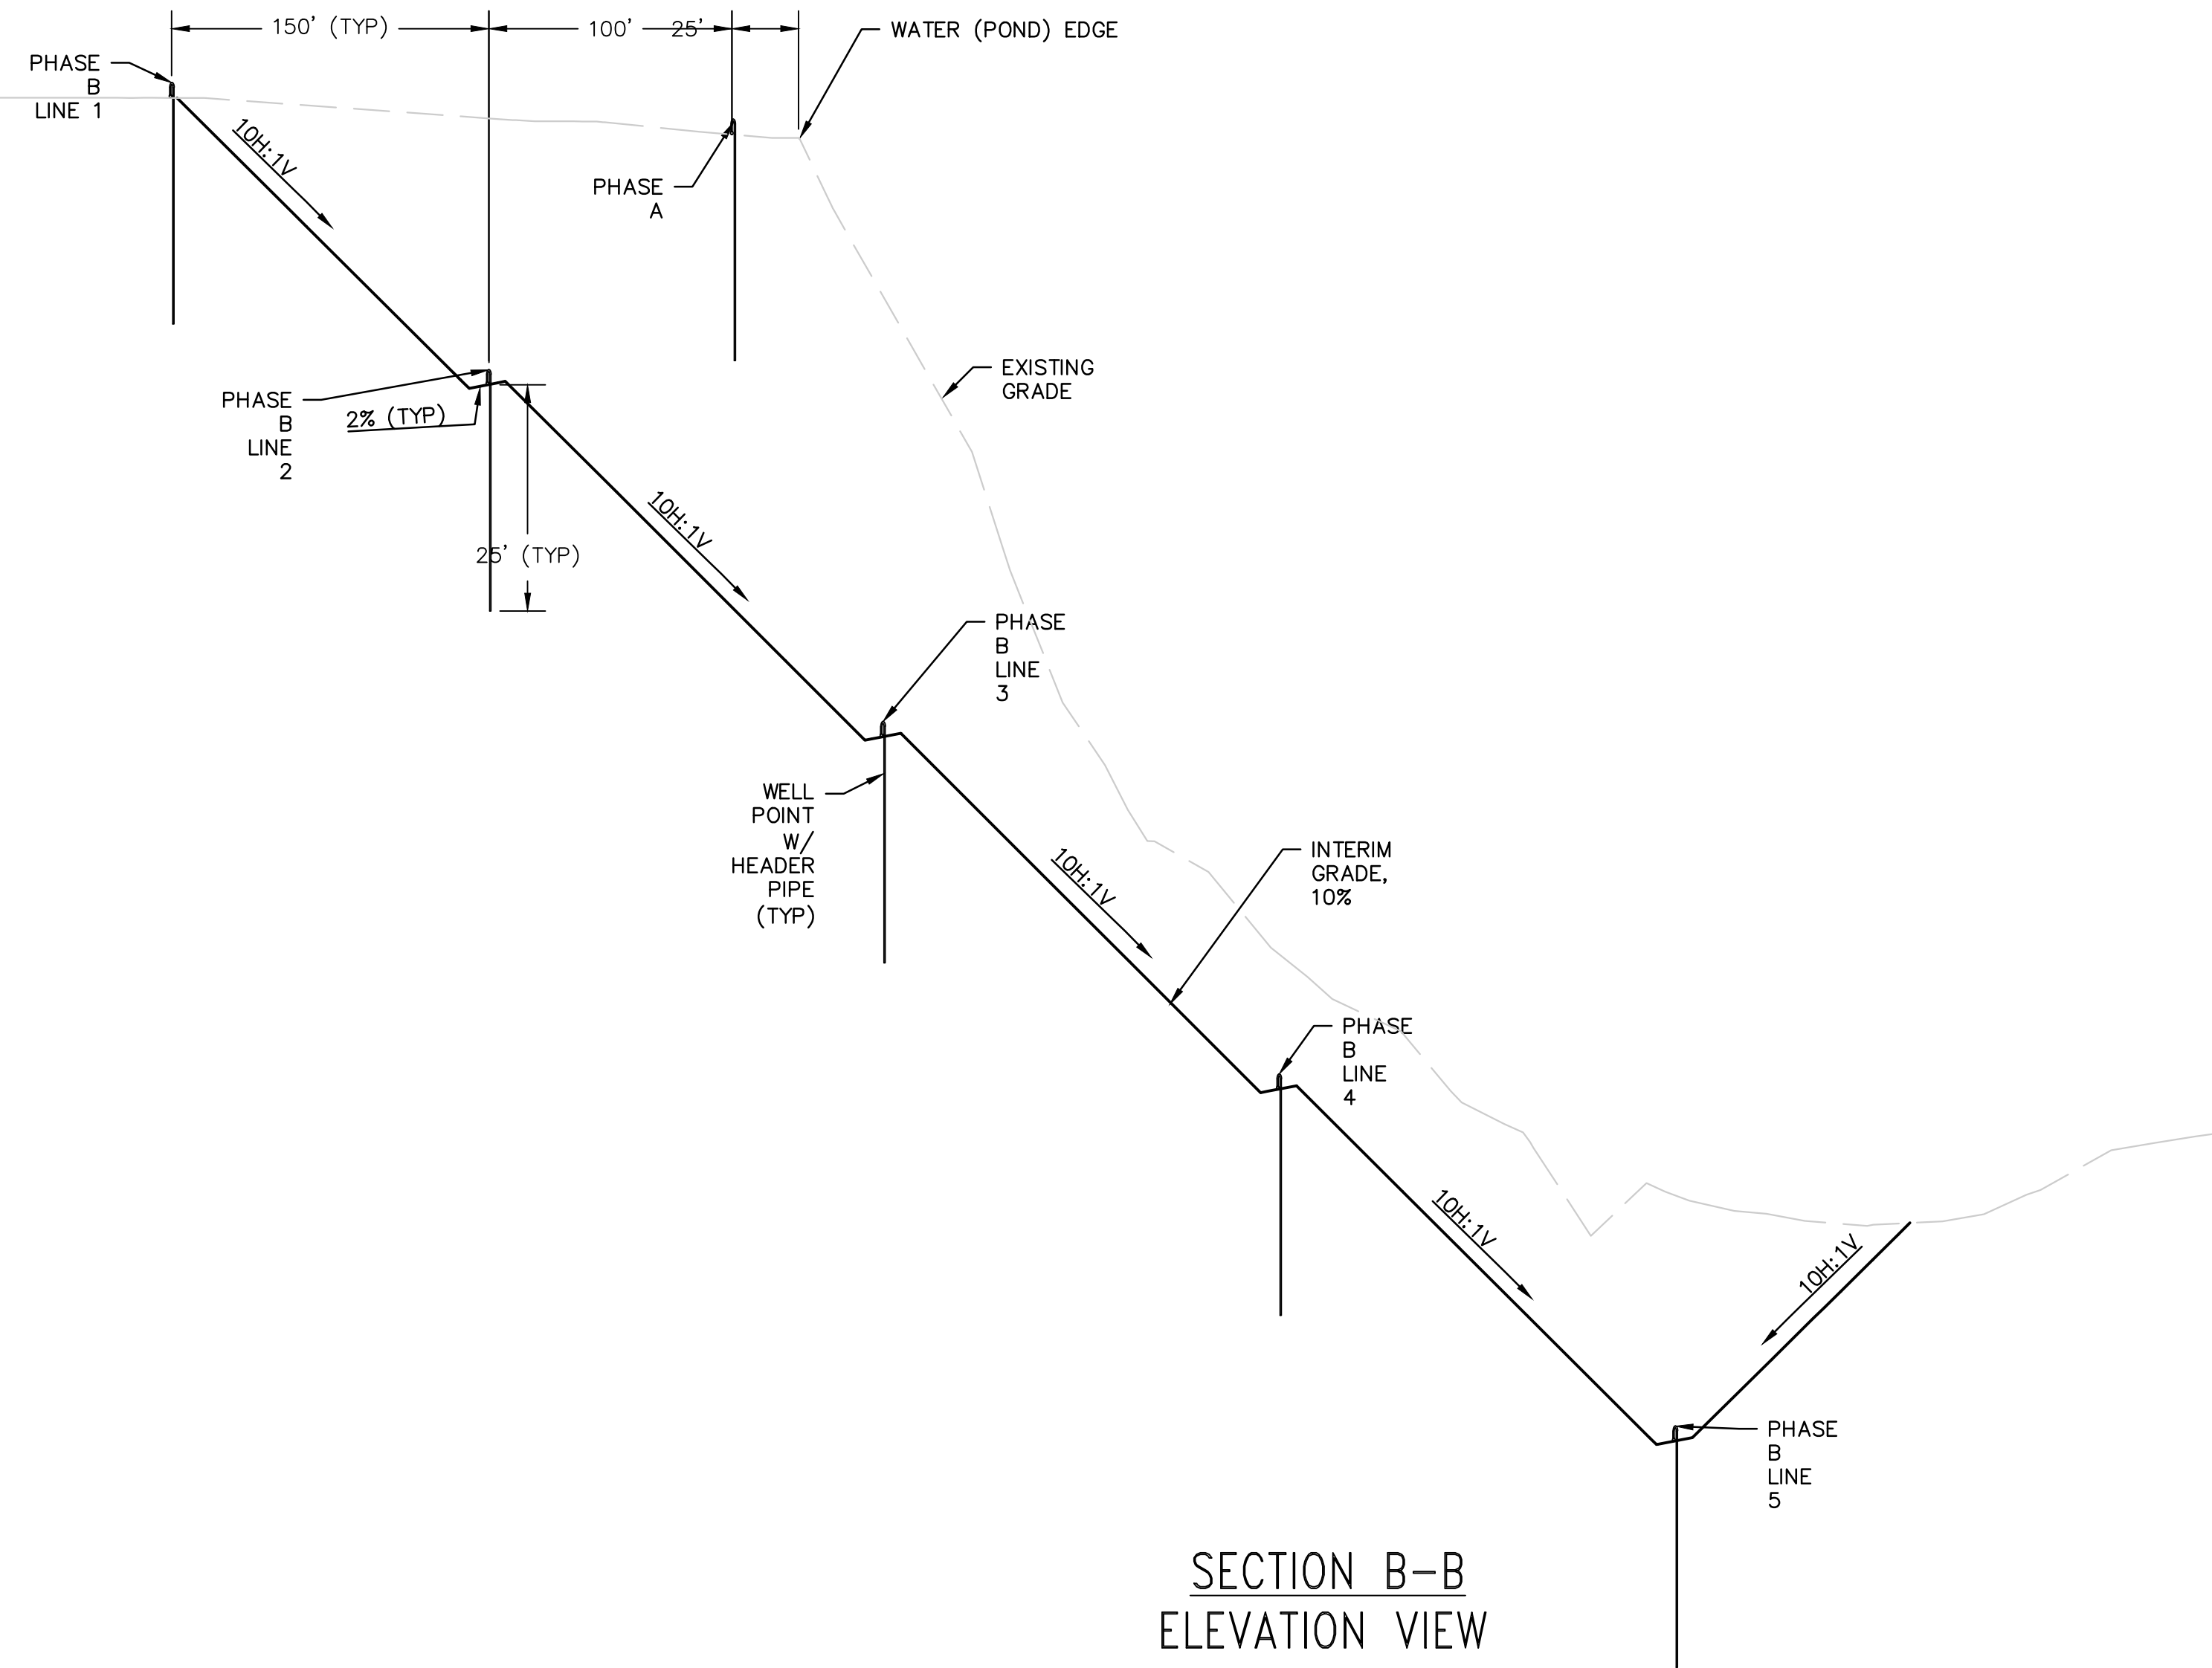 150' (TYP)
100'
25'
WATER (POND) EDGE
PHASE
B
LINE 1
10H:1V
PHASE
A
EXISTING
GRADE
PHASE
B
LINE
2
2% (TYP)
10H:1V
25' (TYP)
PHASE
B
LINE
3
WELL
POINT
W/
HEADER
PIPE
(TYP)
10H:1V
INTERIM
GRADE,
10%
PHASE
B
LINE
4
10H:1V
10H:1V
PHASE
B
LINE
5
SECTION B-B
ELEVATION VIEW